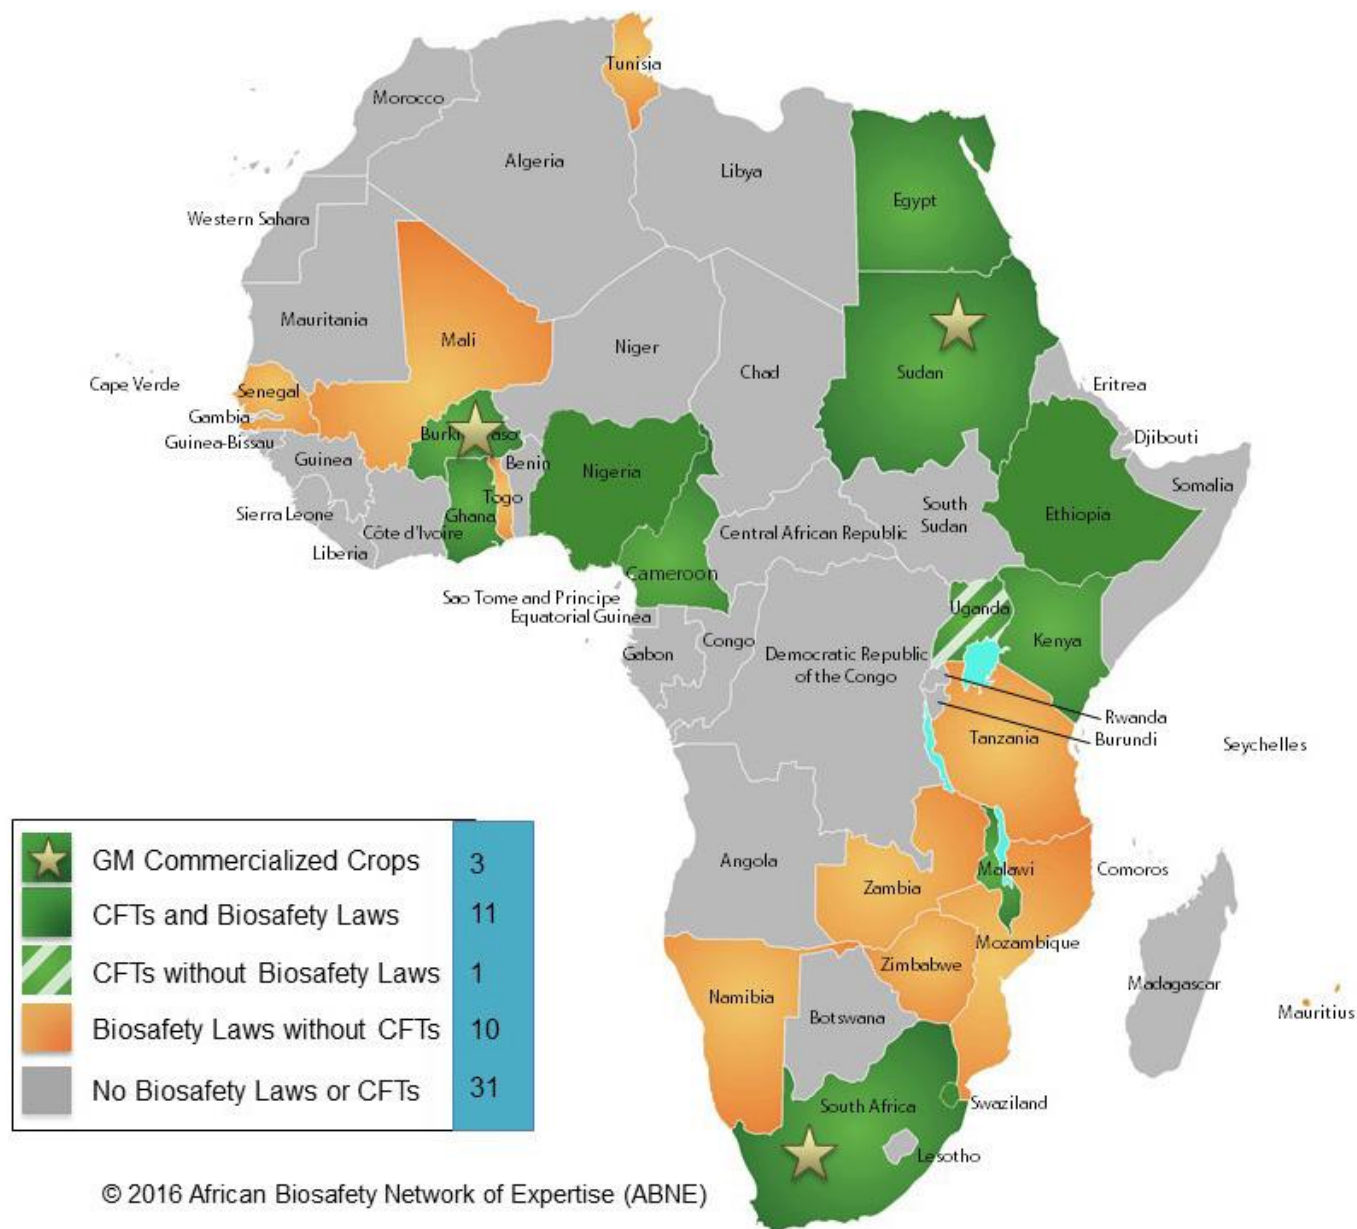 Tunisia
Morocco
Algeria
Libya
Egypt
Western Sahara
Mauritania
Mali
Niger
Chad
Sudan
Eritrea
Cape Verde
Senegal
Gambia
Guinea-Bissau
Guinea
Burki aso
Benin
Nigeria
Djibouti
Somalia
Sierra Leone
Liberia
Côte d'Ivoire
Ghana
Togo
Central African Republic
South
Sudan
Ethiopia
Cameroon
Sao Tome and Principe
Equatorial Guinea
Gabon
Congo
Democratic Republic
of the Congo
Uganda
Kenya
Rwanda
Burundi
Tanzania
Seychelles
Angola
Zambia
Malawi
Comoros
Mozambique
Zimbabwe
Namibia
Botswana
Madagascar
Mauritius
South Africa
Swaziland
Lesotho
GM Commercialized Crops 3
CFTs and Biosafety Laws 11
CFTs without Biosafety Laws 1
Biosafety Laws without CFTs 10
No Biosafety Laws or CFTs 31
© 2016 African Biosafety Network of Expertise (ABNE)